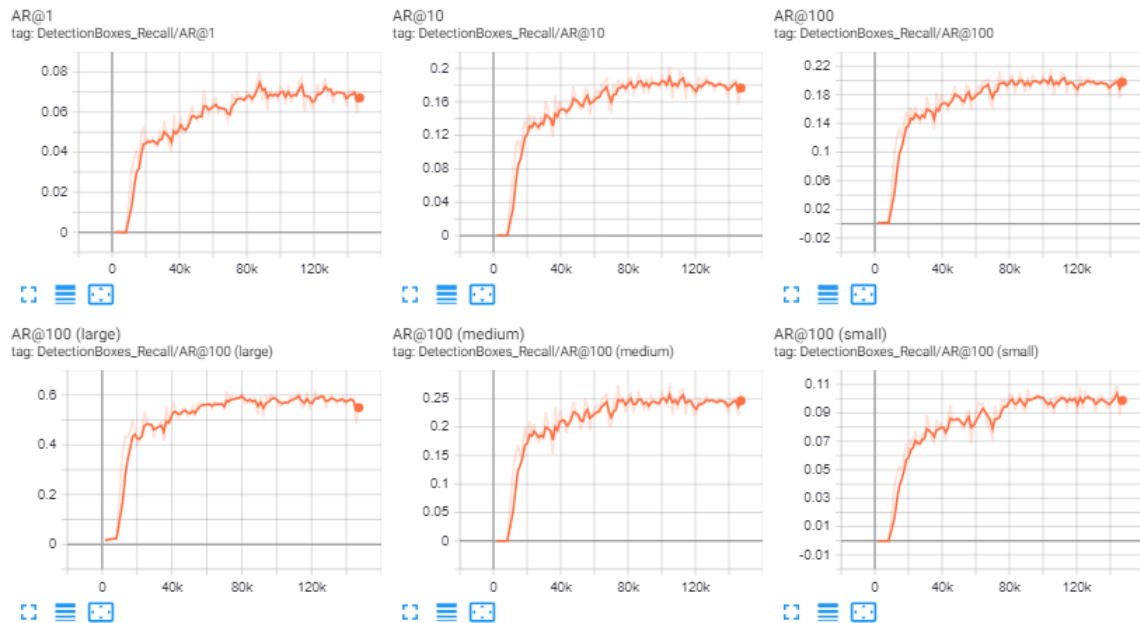 AR@1
tag: DetectionBoxes_Recall/AR@1
0.08
0.06
0.04
0.02
0
0 40k 80k 120k
AR@10
tag: DetectionBoxes_Recall/AR@10
0.2
0.16
0.12
0.08
0.04
0
0 40k 80k 120k
AR@100
tag: DetectionBoxes_Recall/AR@100
0.22
0.18
0.14
0.1
0.06
0.02
-0.02
0 40k 80k 120k
AR@100 (large)
tag: DetectionBoxes_Recall/AR@100 (large)
0.6
0.4
0.2
0
0 40k 80k 120k
AR@100 (medium)
tag: DetectionBoxes_Recall/AR@100 (medium)
0.25
0.2
0.15
0.1
0.05
0
0 40k 80k 120k
AR@100 (small)
tag: DetectionBoxes_Recall/AR@100 (small)
0.11
0.09
0.07
0.05
0.03
0.01
-0.01
0 40k 80k 120k